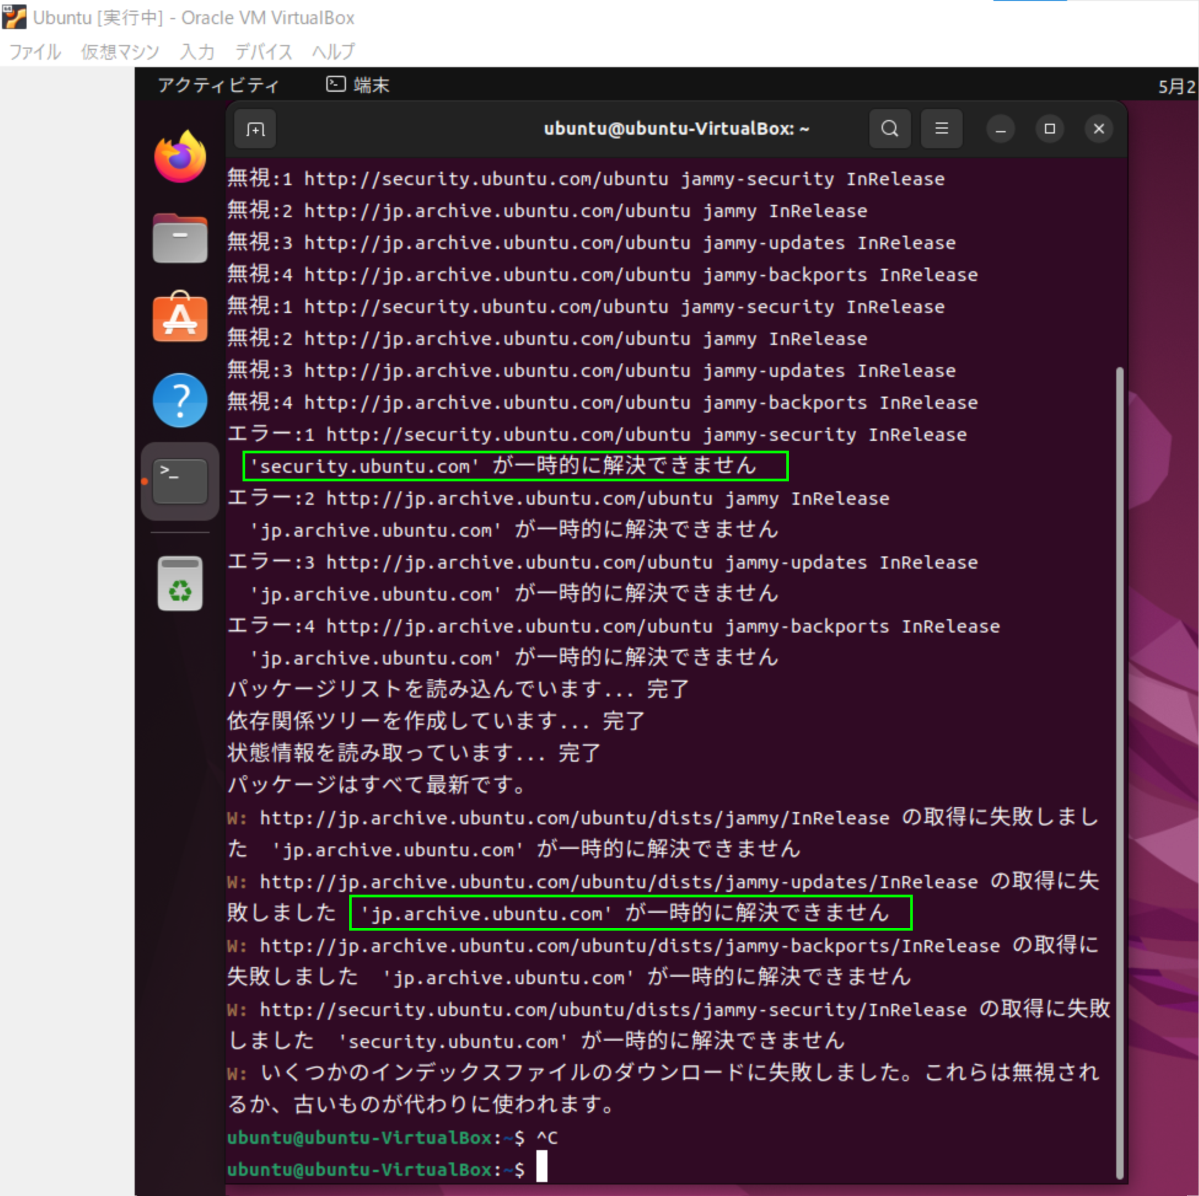 Ubuntu [実行中] - Oracle VM VirtualBox
ファイル 仮想マシン 入力 デバイス ヘルプ
アクティビティ 端末 5月2
ubuntu@ubuntu-VirtualBox: ~
無視:1 http://security.ubuntu.com/ubuntu jammy-security InRelease
無視:2 http://jp.archive.ubuntu.com/ubuntu jammy InRelease
無視:3 http://jp.archive.ubuntu.com/ubuntu jammy-updates InRelease
無視:4 http://jp.archive.ubuntu.com/ubuntu jammy-backports InRelease
無視:1 http://security.ubuntu.com/ubuntu jammy-security InRelease
無視:2 http://jp.archive.ubuntu.com/ubuntu jammy InRelease
無視:3 http://jp.archive.ubuntu.com/ubuntu jammy-updates InRelease
無視:4 http://jp.archive.ubuntu.com/ubuntu jammy-backports InRelease
エラー:1 http://security.ubuntu.com/ubuntu jammy-security InRelease
'security.ubuntu.com' が一時的に解決できません
エラー:2 http://jp.archive.ubuntu.com/ubuntu jammy InRelease
'jp.archive.ubuntu.com' が一時的に解決できません
エラー:3 http://jp.archive.ubuntu.com/ubuntu jammy-updates InRelease
'jp.archive.ubuntu.com' が一時的に解決できません
エラー:4 http://jp.archive.ubuntu.com/ubuntu jammy-backports InRelease
'jp.archive.ubuntu.com' が一時的に解決できません
パッケージリストを読み込んでいます... 完了
依存関係ツリーを作成しています... 完了
状態情報を読み取っています... 完了
パッケージはすべて最新です。
W: http://jp.archive.ubuntu.com/ubuntu/dists/jammy/InRelease の取得に失敗しまし
た 'jp.archive.ubuntu.com' が一時的に解決できません
W: http://jp.archive.ubuntu.com/ubuntu/dists/jammy-updates/InRelease の取得に失
敗しました 'jp.archive.ubuntu.com' が一時的に解決できません
W: http://jp.archive.ubuntu.com/ubuntu/dists/jammy-backports/InRelease の取得に
失敗しました 'jp.archive.ubuntu.com' が一時的に解決できません
W: http://security.ubuntu.com/ubuntu/dists/jammy-security/InRelease の取得に失敗
しました 'security.ubuntu.com' が一時的に解決できません
W: いくつかのインデックスファイルのダウンロードに失敗しました。これらは無視され
るか、古いものが代わりに使われます。
ubuntu@ubuntu-VirtualBox:~$ ^C
ubuntu@ubuntu-VirtualBox:~$